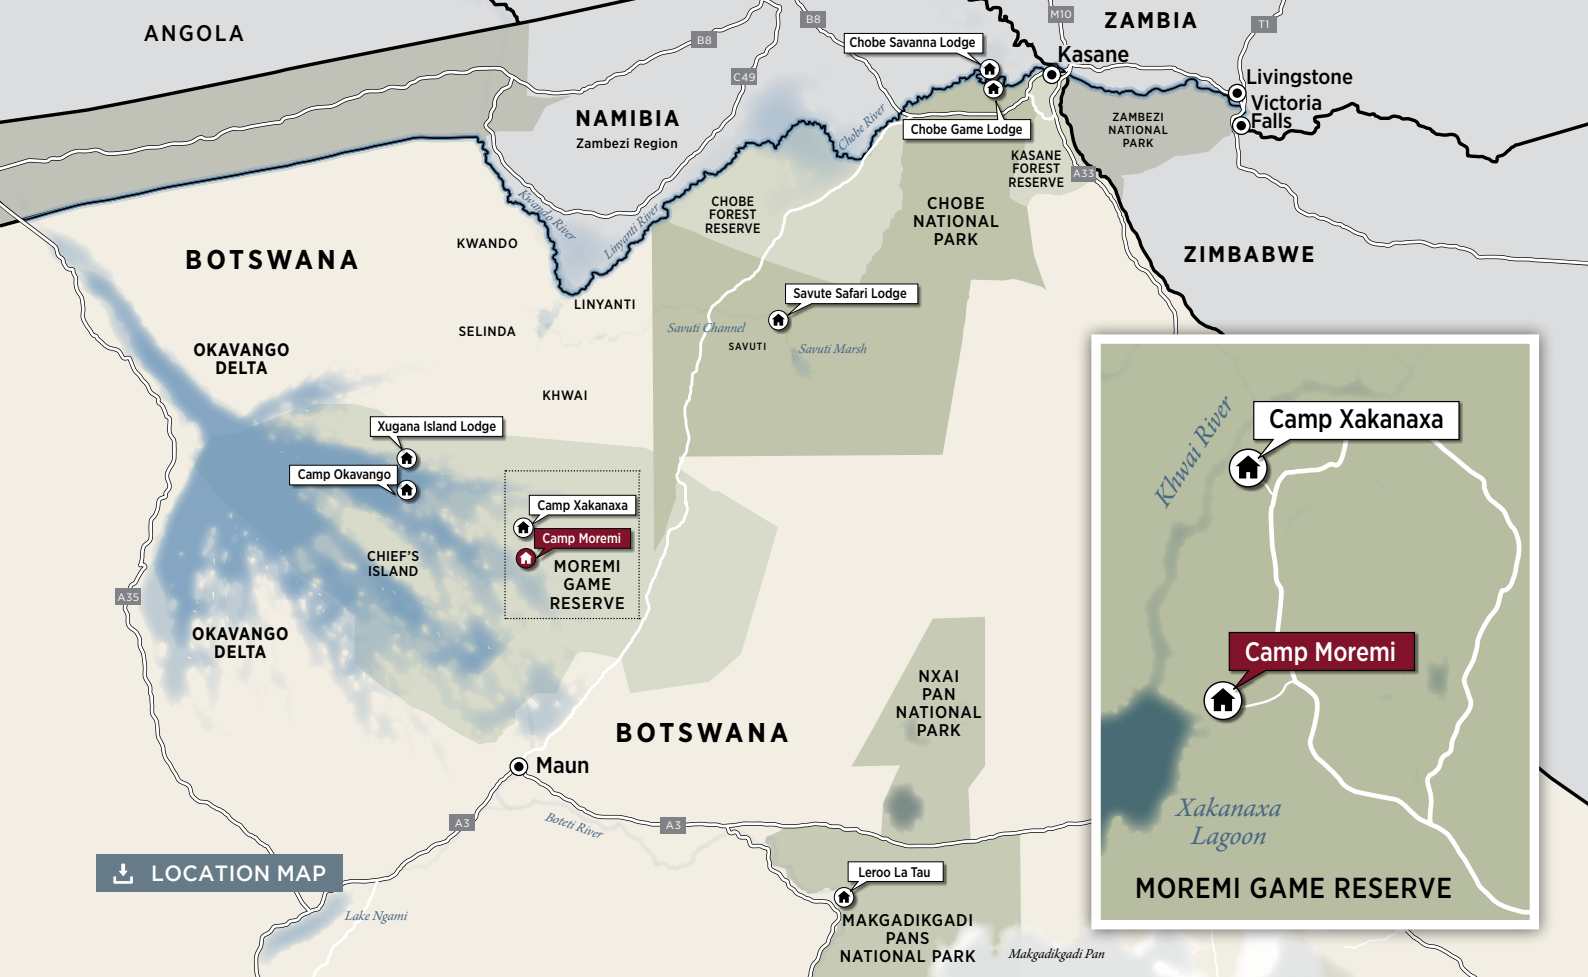 ANGOLA
B8
B8
M10
ZAMBIA
T1
Chobe Savanna Lodge
Kasane
C49
Livingstone
Victoria
Falls
NAMIBIA
Zambezi Region
Chobe River
Chobe Game Lodge
ZAMBEZI
NATIONAL
PARK
KASANE
FOREST
RESERVE
A33
Kwando River
Linyanti River
CHOBE
FOREST
RESERVE
CHOBE
NATIONAL
PARK
BOTSWANA
KWANDO
ZIMBABWE
LINYANTI
Savute Safari Lodge
SELINDA
Savuti Channel
SAVUTI
Savuti Marsh
OKAVANGO
DELTA
KHWAI
Xugana Island Lodge
Camp Okavango
Camp Xakanaxa
Camp Moremi
CHIEF'S
ISLAND
MOREMI
GAME
RESERVE
A35
OKAVANGO
DELTA
NXAI
PAN
NATIONAL
PARK
BOTSWANA
Maun
A3
Boteti River
A3
LOCATION MAP
Lake Ngami
Leroo La Tau
MAKGADIKGADI
PANS
NATIONAL PARK
Makgadikgadi Pan
Khwai River
Camp Xakanaxa
Camp Moremi
Xakanaxa
Lagoon
MOREMI GAME RESERVE